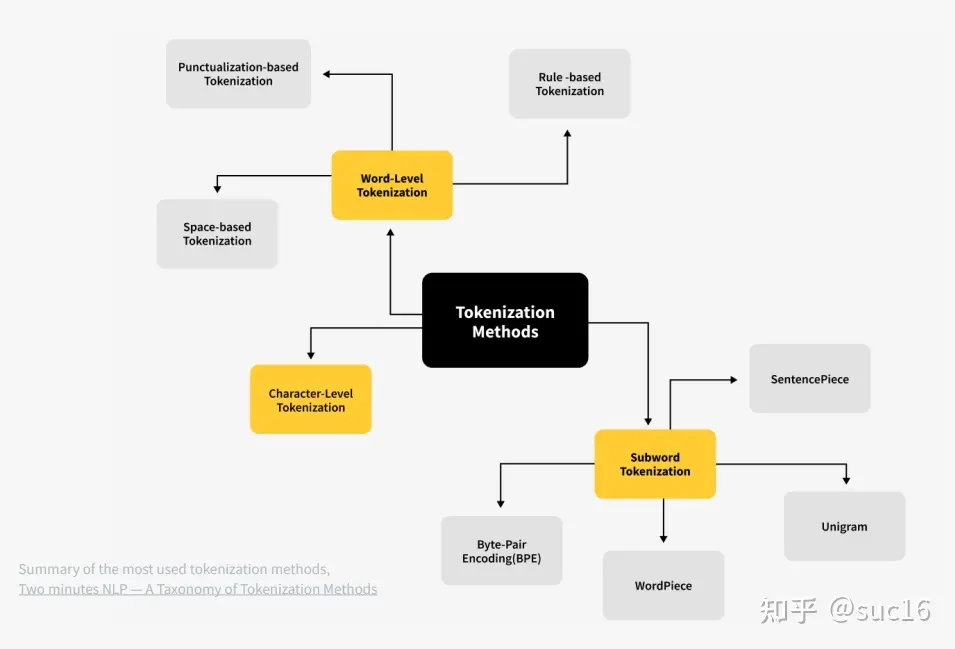 Punctualization-based
Tokenization
Rule -based
Tokenization
Word-Level
Tokenization
Space-based
Tokenization
Tokenization
Methods
Character-Level
Tokenization
SentencePiece
Subword
Tokenization
Byte-Pair
Encoding(BPE)
Unigram
WordPiece
Summary of the most used tokenization methods,
Two minutes NLP — A Taxonomy of Tokenization Methods
知乎 @suc16